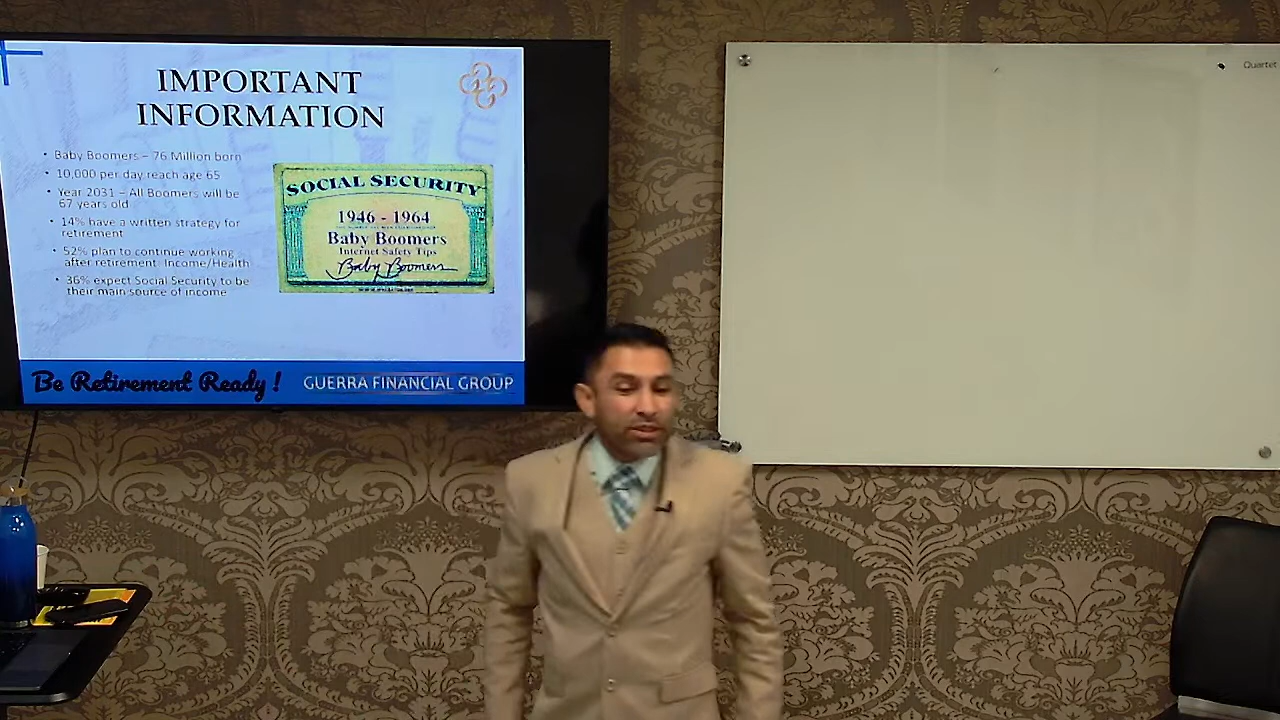 IMPORTANT
INFORMATION
• Baby Boomers – 76 Million born
• 10,000 per day reach age 65
• Year 2031 – All Boomers will be
67 years old
• 14% have a written strategy for
retirement
• 52% plan to continue working
after retirement Income/Health
• 36% expect Social Security to be
their main source of income
SOCIAL SECURITY
1946 - 1964
Baby Boomers
Internet Safety Tips
Baby Boomers
Be Retirement Ready !
GUERRA FINANCIAL GROUP
Quartet